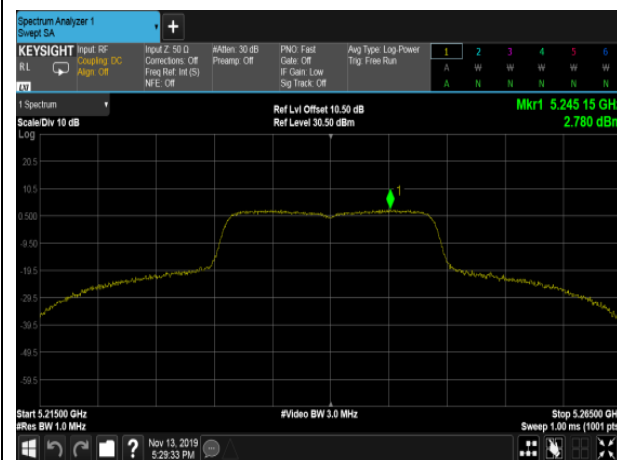 Spectrum Analyzer 1
Swept SA
+
KEYSIGHT Input: RF
Coupling: DC
Align: Off
RL
LXI
Input Z: 50 Ω
Corrections: Off
Freq Ref: Int (S)
NFE: Off
#Atten: 30 dB
Preamp: Off
PNO: Fast
Gate: Off
IF Gain: Low
Sig Track: Off
Avg Type: Log-Power
Trig: Free Run
1 2 3 4 5 6
A W W W W W
A N N N N N
1 Spectrum
Scale/Div 10 dB
Log
Ref Lvl Offset 10.50 dB
Ref Level 30.50 dBm
Mkr1 5.245 15 GHz
2.780 dBm
1
20.5
10.5
0.500
-9.50
-19.5
-29.5
-39.5
-49.5
-59.5
Start 5.21500 GHz
#Res BW 1.0 MHz
#Video BW 3.0 MHz
Stop 5.26500 GHz
Sweep 1.00 ms (1001 pts
?
Nov 13, 2019
5:29:33 PM